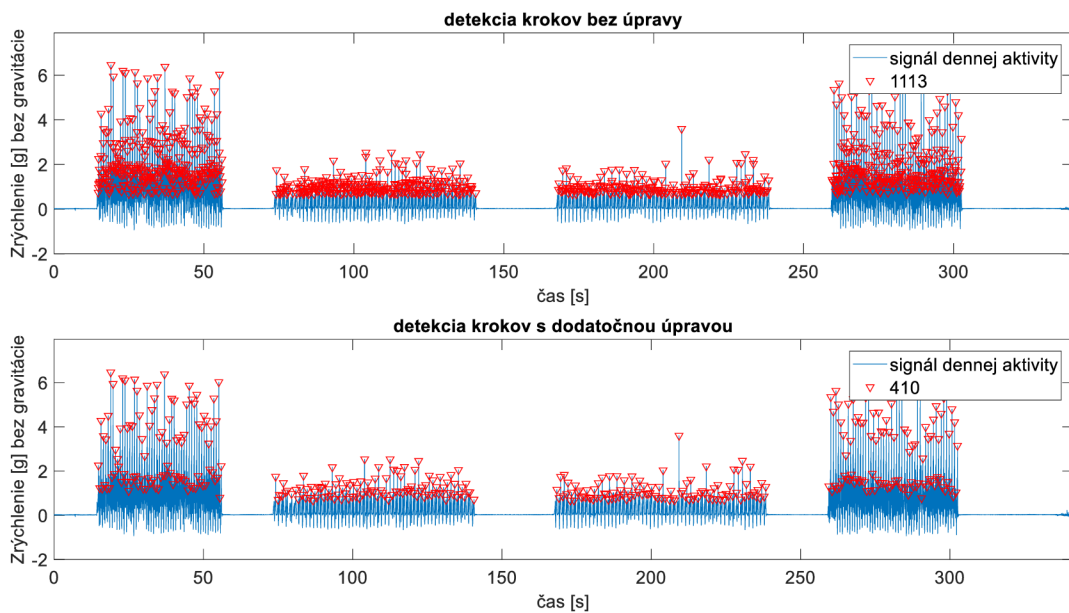 detekcia krokov bez úpravy
Zrýchlenie [g] bez gravitácie
6
4
2
0
-2
signál dennej aktivity
1113
0 50 100 150 200 250 300
čas [s]
detekcia krokov s dodatočnou úpravou
Zrýchlenie [g] bez gravitácie
6
4
2
0
-2
signál dennej aktivity
410
0 50 100 150 200 250 300
čas [s]